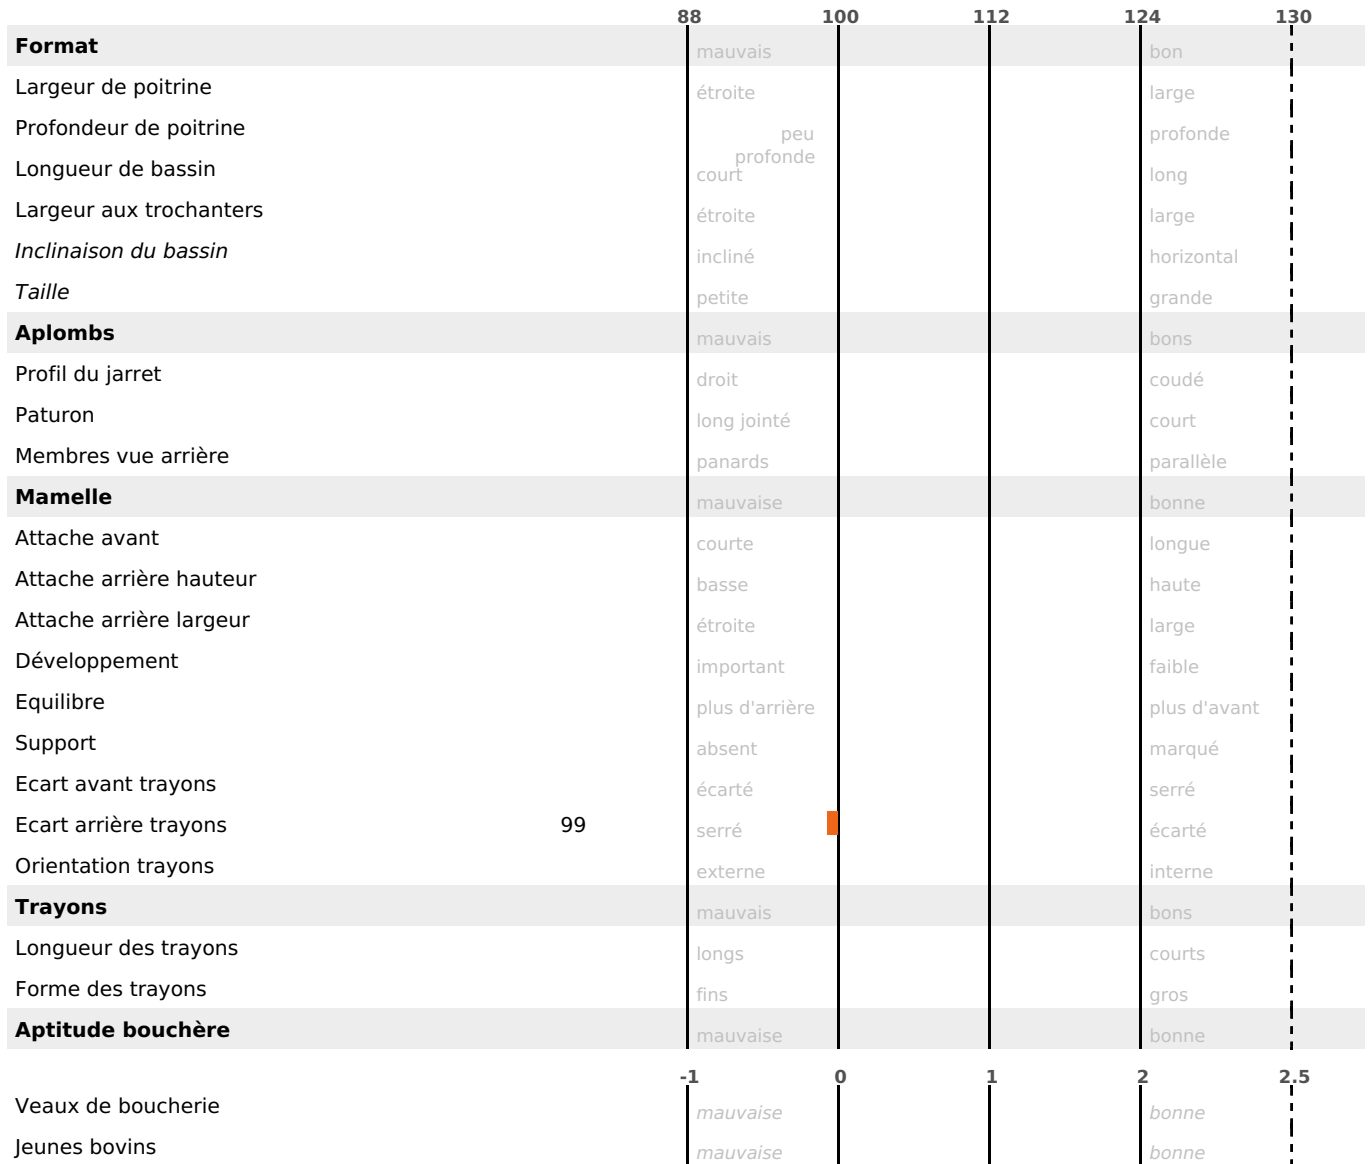 88 100 112 124 130
Format mauvais bon
Largeur de poitrine étroite large
Profondeur de poitrine peu profonde
profonde
Longueur de bassin court long
Largeur aux trochanters étroite large
Inclinaison du bassin incliné horizontal
Taille petite grande
Aplombs mauvais bons
Profil du jarret droit coudé
Paturon long jointé court
Membres vue arrière panards parallèle
Mamelle mauvaise bonne
Attache avant courte longue
Attache arrière hauteur basse haute
Attache arrière largeur étroite large
Développement important faible
Equilibre plus d'arrière plus d'avant
Support absent marqué
Ecart avant trayons écarté serré
Ecart arrière trayons 99 serré écarté
Orientation trayons externe interne
Trayons mauvais bons
Longueur des trayons longs courts
Forme des trayons fins gros
Aptitude bouchère mauvaise bonne
-1 0 1 2 2.5
Veaux de boucherie mauvaise bonne
Jeunes bovins mauvaise bonne